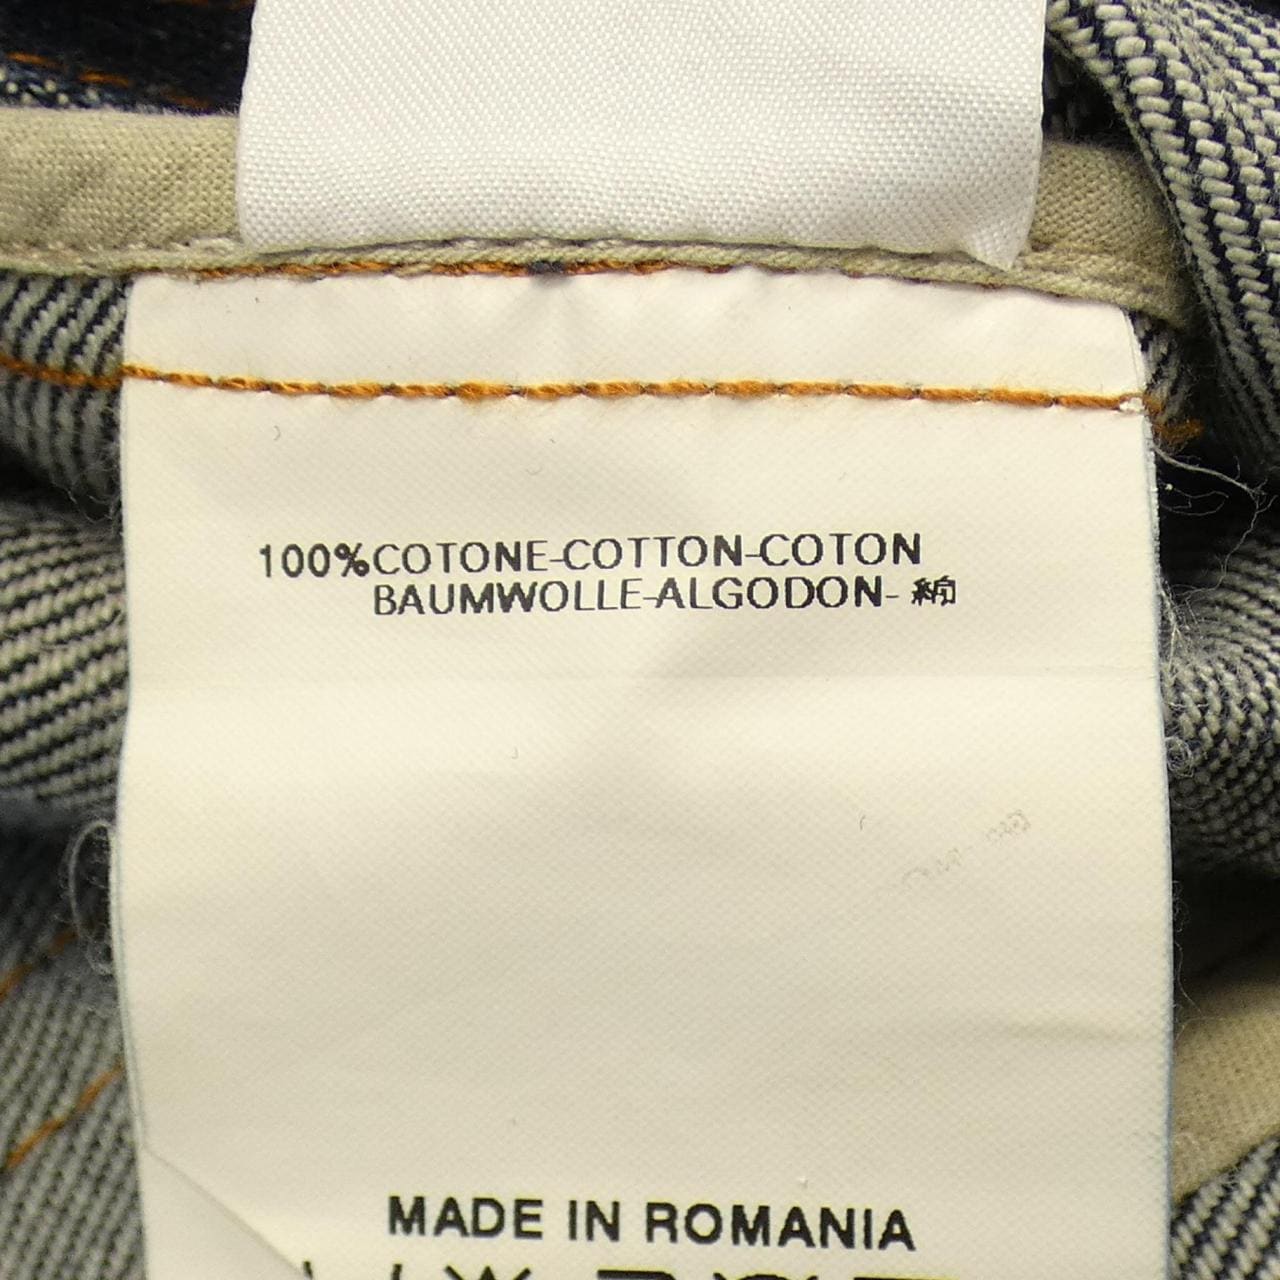 100%COTONE-COTTON-COTON
BAUMWOLLE-ALGODON-綿
MADE IN ROMANIA